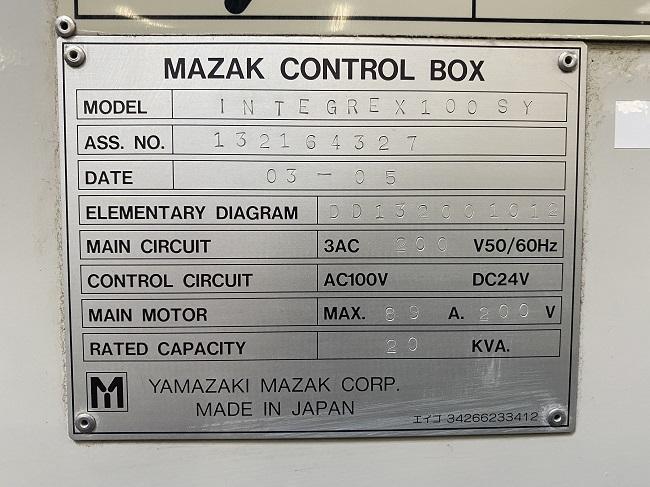 MAZAK CONTROL BOX
MODEL INTEGREX100SY
ASS. NO. 132164327
DATE 03-05
ELEMENTARY DIAGRAM DD132001012
MAIN CIRCUIT 3AC 200 V50/60Hz
CONTROL CIRCUIT AC100V DC24V
MAIN MOTOR MAX. 89 A. 200 V
RATED CAPACITY 20 KVA.
M YAMAZAKI MAZAK CORP.
MADE IN JAPAN
エイコ 34266233412